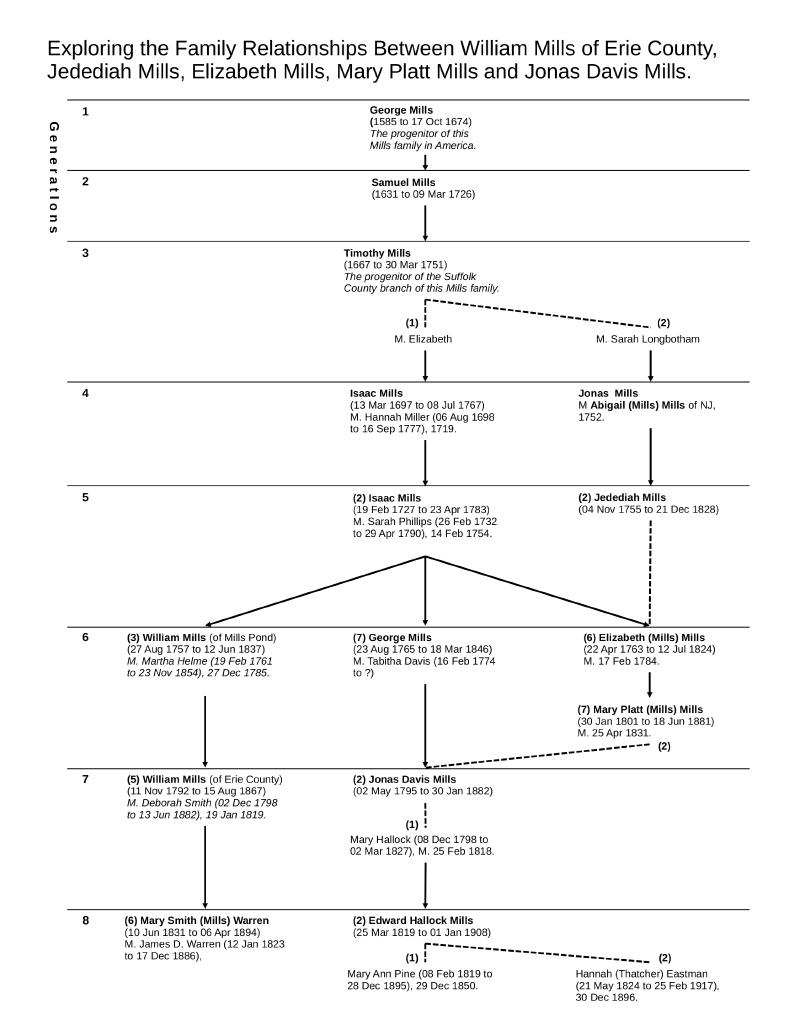 Exploring the Family Relationships Between William Mills of Erie County,
Jedediah Mills, Elizabeth Mills, Mary Platt Mills and Jonas Davis Mills.
Generations
1
George Mills
(1585 to 17 Oct 1674)
The progenitor of this
Mills family in America.
2
Samuel Mills
(1631 to 09 Mar 1726)
3
Timothy Mills
(1667 to 30 Mar 1751)
The progenitor of the Suffolk
County branch of this Mills family.
(1)
M. Elizabeth
(2)
M. Sarah Longbotham
4
Isaac Mills
(13 Mar 1697 to 08 Jul 1767)
M. Hannah Miller (06 Aug 1698
to 16 Sep 1777), 1719.
Jonas Mills
M Abigail (Mills) Mills of NJ,
1752.
5
(2) Isaac Mills
(19 Feb 1727 to 23 Apr 1783)
M. Sarah Phillips (26 Feb 1732
to 29 Apr 1790), 14 Feb 1754.
(2) Jedediah Mills
(04 Nov 1755 to 21 Dec 1828)
6
(3) William Mills (of Mills Pond)
(27 Aug 1757 to 12 Jun 1837)
M. Martha Helme (19 Feb 1761
to 23 Nov 1854), 27 Dec 1785.
(7) George Mills
(23 Aug 1765 to 18 Mar 1846)
M. Tabitha Davis (16 Feb 1774
to ?)
(6) Elizabeth (Mills) Mills
(22 Apr 1763 to 12 Jul 1824)
M. 17 Feb 1784.
(7) Mary Platt (Mills) Mills
(30 Jan 1801 to 18 Jun 1881)
M. 25 Apr 1831.
(2)
7
(5) William Mills (of Erie County)
(11 Nov 1792 to 15 Aug 1867)
M. Deborah Smith (02 Dec 1798
to 13 Jun 1882), 19 Jan 1819.
(2) Jonas Davis Mills
(02 May 1795 to 30 Jan 1882)
(1)
Mary Hallock (08 Dec 1798 to
02 Mar 1827), M. 25 Feb 1818.
8
(6) Mary Smith (Mills) Warren
(10 Jun 1831 to 06 Apr 1894)
M. James D. Warren (12 Jan 1823
to 17 Dec 1886),
(2) Edward Hallock Mills
(25 Mar 1819 to 01 Jan 1908)
(1)
Mary Ann Pine (08 Feb 1819 to
28 Dec 1895), 29 Dec 1850.
(2)
Hannah (Thatcher) Eastman
(21 May 1824 to 25 Feb 1917),
30 Dec 1896.